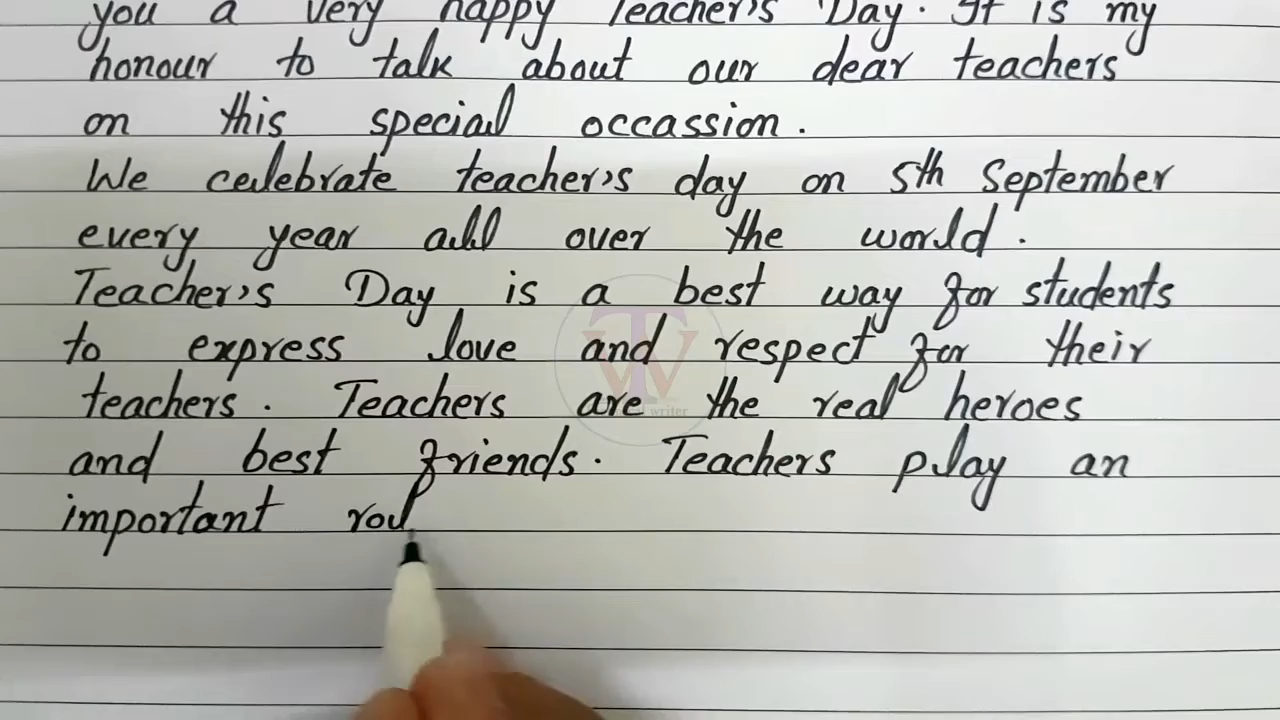 you a very happy Teacher's Day. It is my
honour to talk about our dear teachers
on this special occassion.
We celebrate teacher's day on 5th September
every year all over the world.
Teacher's Day is a best way for students
to express love and respect for their
teachers. Teachers are the real heroes
and best friends. Teachers play an
important rol
TW
writer